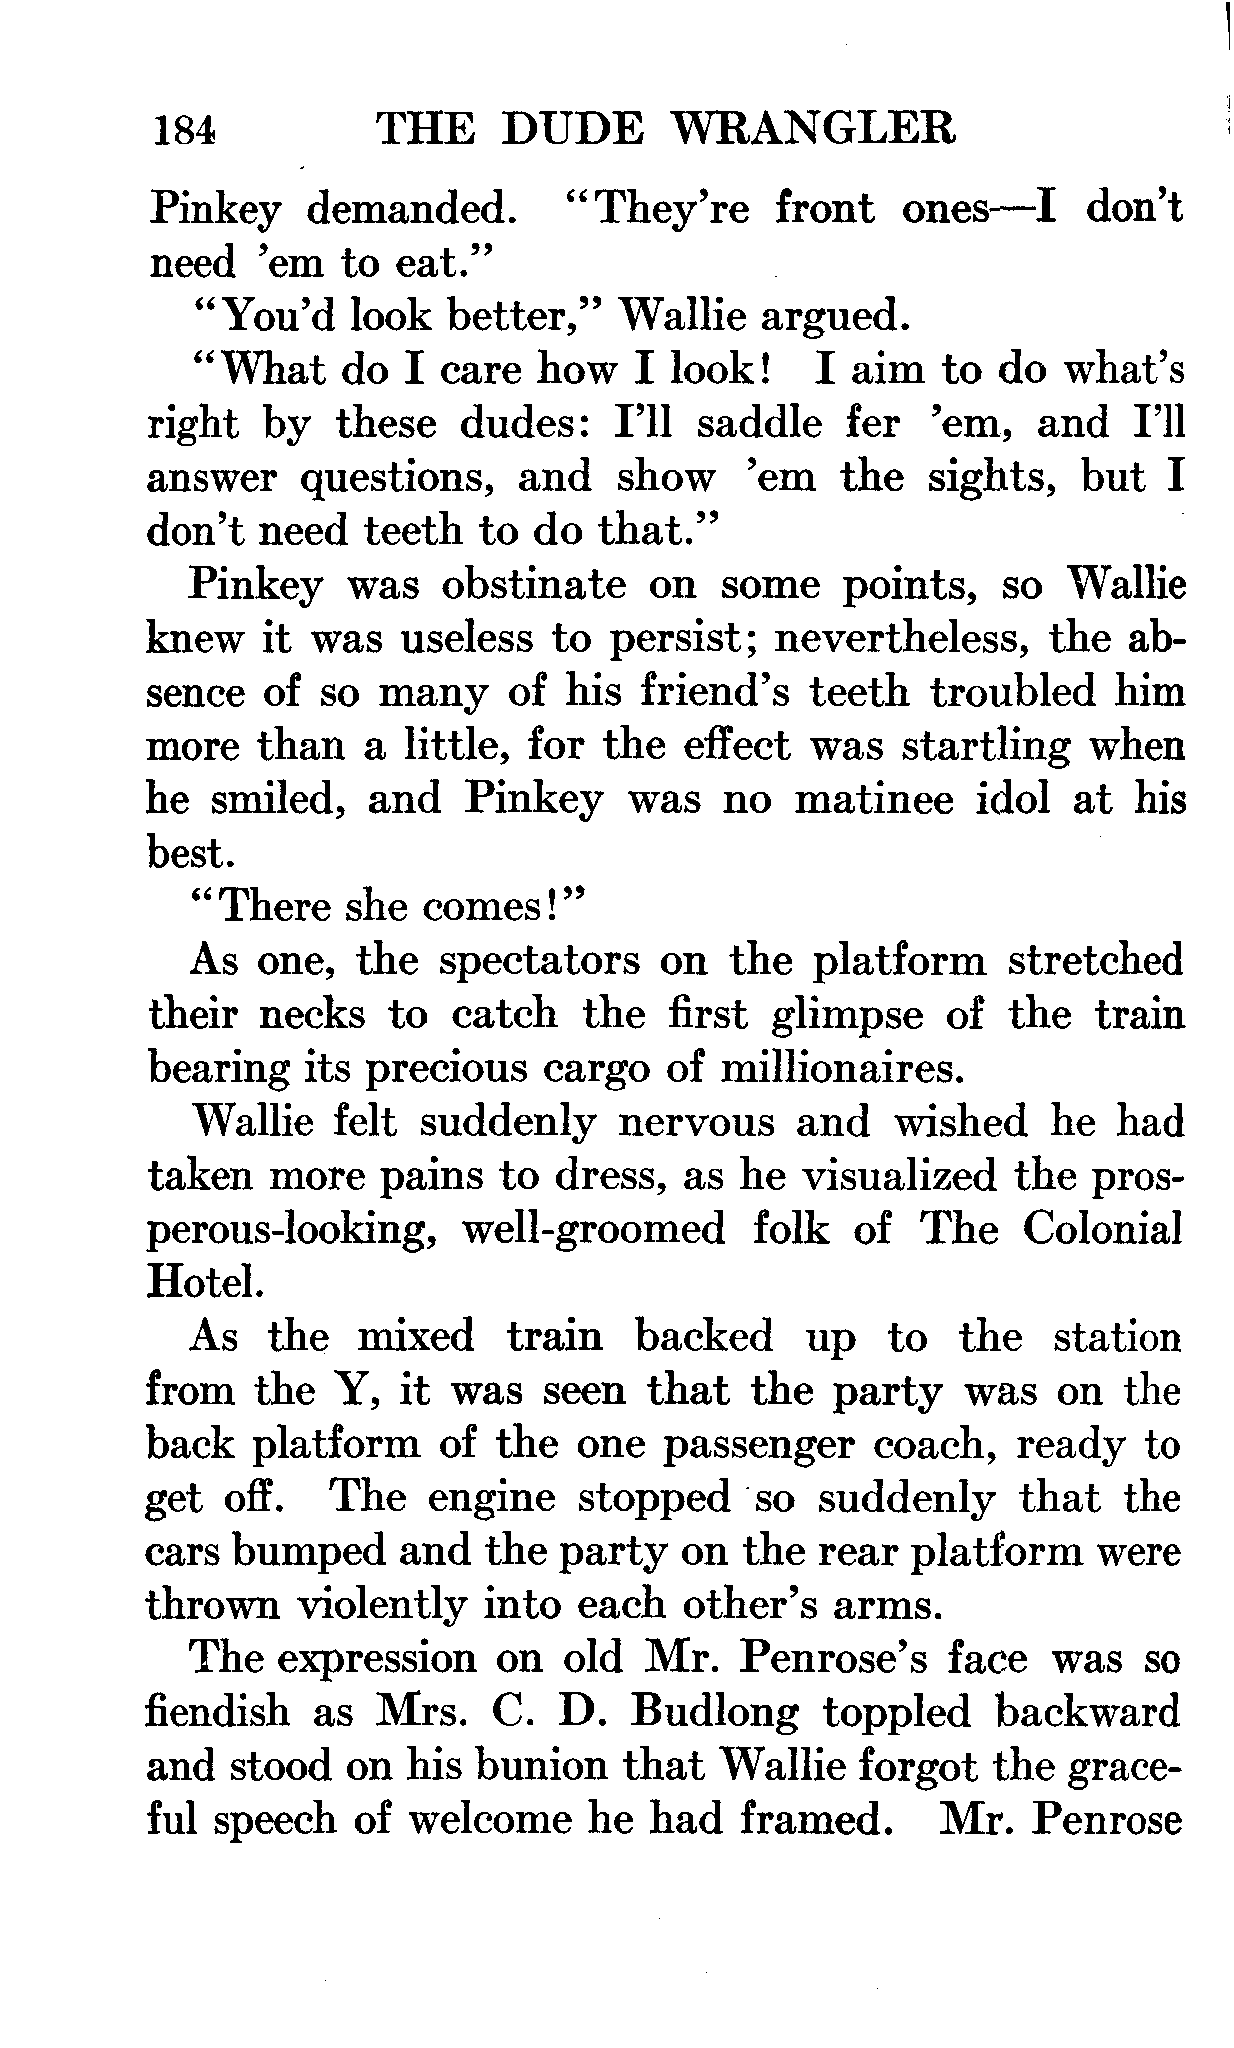 184 THE DUDE WRANGLER
Pinkey demanded. “They’re front ones—I don’t
need ’em to eat.”
“You’d look better,” Wallie argued.
“What do I care how I look! I aim to do what’s
right by these dudes: I’ll saddle fer ’em, and I’ll
answer questions, and show ’em the sights, but I
don’t need teeth to do that.”
Pinkey was obstinate on some points, so Wallie
knew it was useless to persist; nevertheless, the ab-
sence of so many of his friend’s teeth troubled him
more than a little, for the effect was startling when
he smiled, and Pinkey was no matinee idol at his
best.
“There she comes!”
As one, the spectators on the platform stretched
their necks to catch the first glimpse of the train
bearing its precious cargo of millionaires.
Wallie felt suddenly nervous and wished he had
taken more pains to dress, as he visualized the pros-
perous-looking, well-groomed folk of The Colonial
Hotel.
As the mixed train backed up to the station
from the Y, it was seen that the party was on the
back platform of the one passenger coach, ready to
get off. The engine stopped so suddenly that the
cars bumped and the party on the rear platform were
thrown violently into each other’s arms.
The expression on old Mr. Penrose’s face was so
fiendish as Mrs. C. D. Budlong toppled backward
and stood on his bunion that Wallie forgot the grace-
ful speech of welcome he had framed. Mr. Penrose